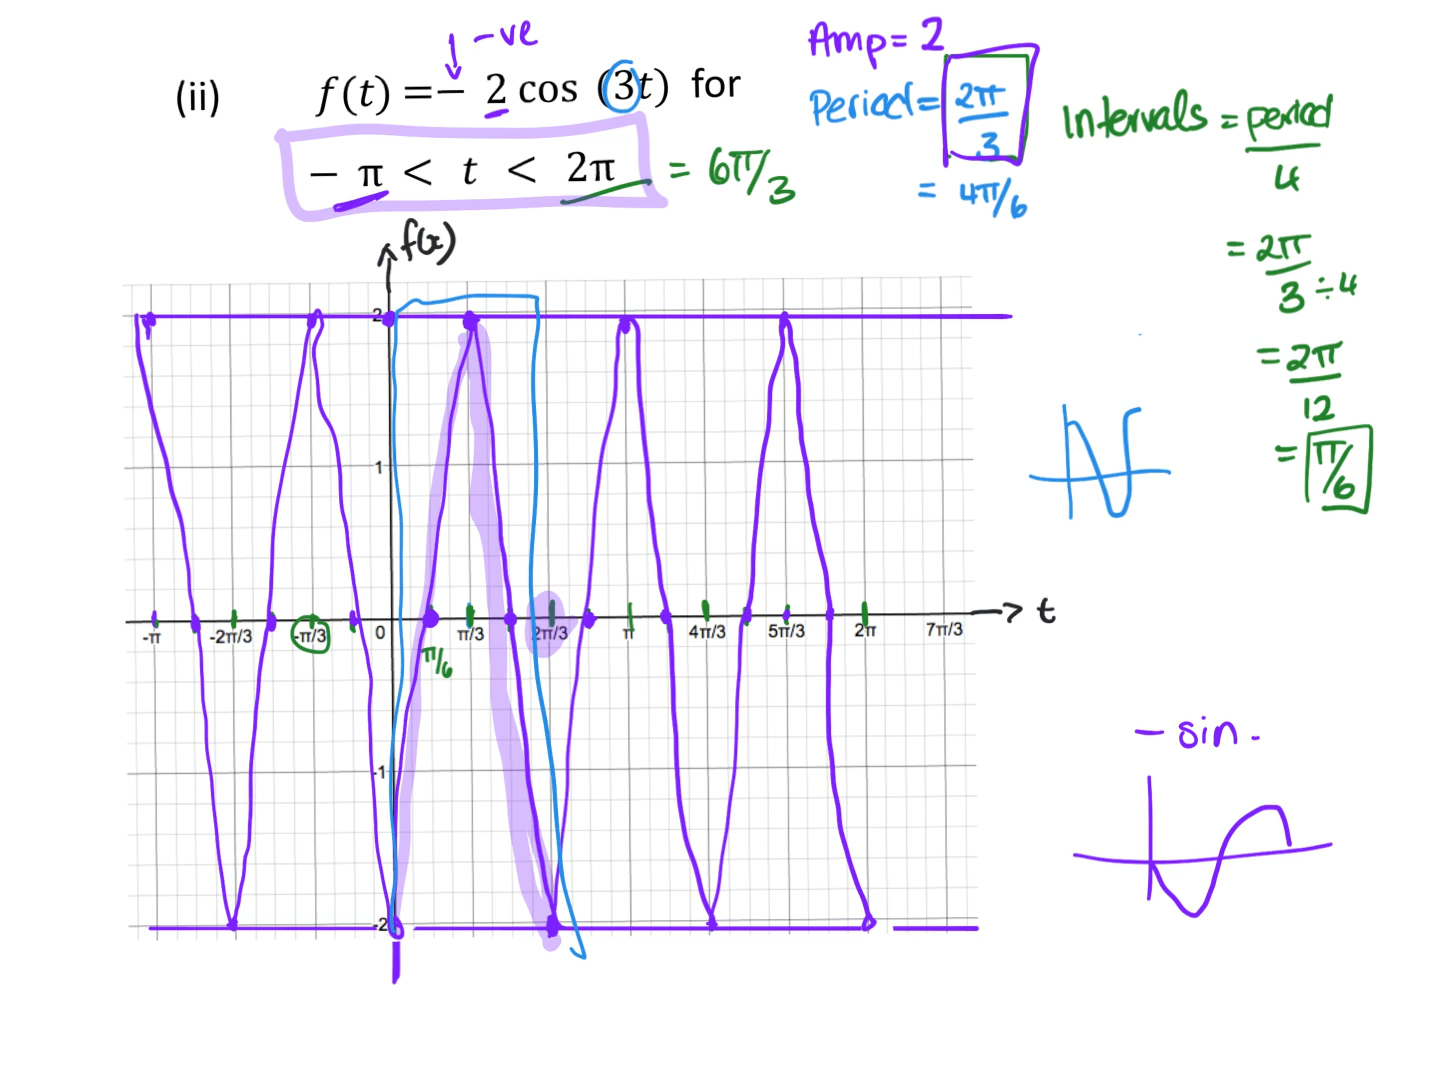 -ve
(ii) f(t) = - 2 cos (3t) for
- π < t < 2π = 6π/3
Amp = 2
Period = 2π/3
= 4π/6
Intervals = period/4
= 2π/3 ÷ 4
= 2π/12
= π/6
f(x)
2
1
-π -2π/3 -π/3 0 π/3 2π/3 π 4π/3 5π/3 2π 7π/3 t
π/6
-1
-2
- sin.